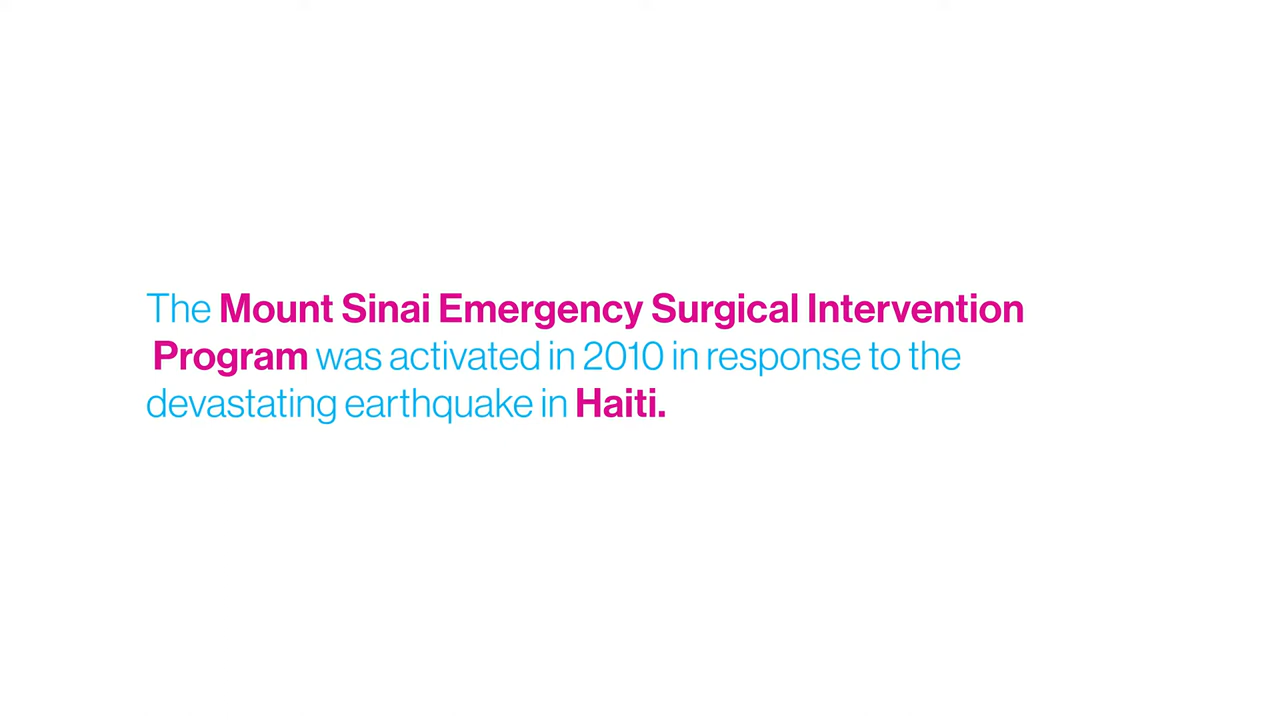 The Mount Sinai Emergency Surgical Intervention
Program was activated in 2010 in response to the
devastating earthquake in Haiti.